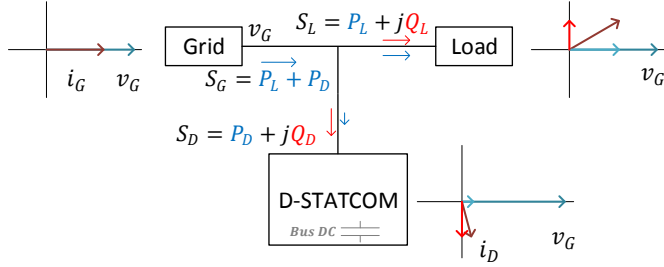 Grid
v_G
S_L = P_L + jQ_L
Load
i_G
v_G
S_G = P_L + P_D
v_G
S_D = P_D + jQ_D
D-STATCOM
Bus DC
i_D
v_G